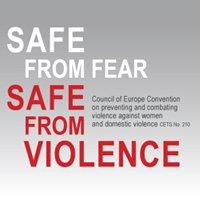 SAFE
FROM FEAR
SAFE
FROM
VIOLENCE
Council of Europe Convention
on preventing and combating
violence against women
and domestic violence CETS No. 210